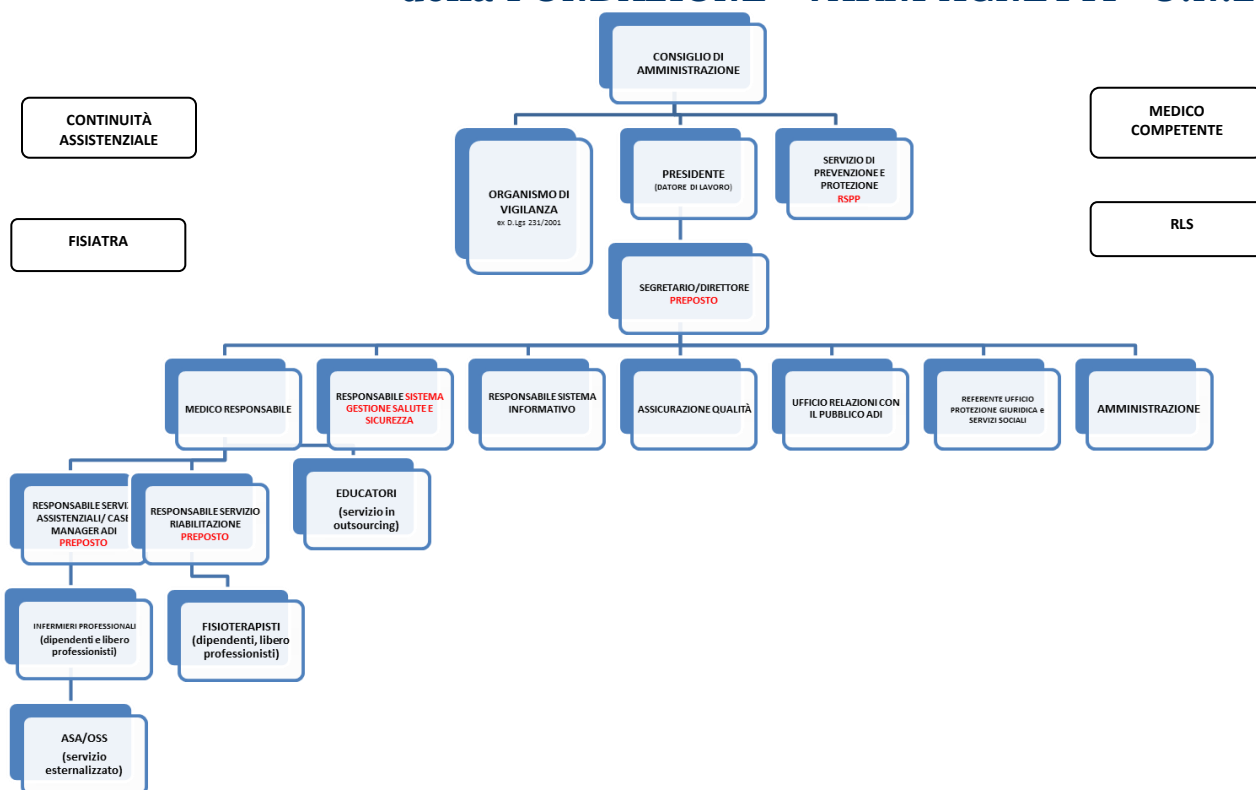 CONSIGLIO DI
AMMINISTRAZIONE
CONTINUITÀ
ASSISTENZIALE
MEDICO
COMPETENTE
ORGANISMO DI
VIGILANZA
ex D.Lgs 231/2001
PRESIDENTE
(DATORE DI LAVORO)
SERVIZIO DI
PREVENZIONE E
PROTEZIONE
RSPP
FISIATRA
RLS
SEGRETARIO/DIRETTORE
PREPOSTO
MEDICO RESPONSABILE
RESPONSABILE SISTEMA
GESTIONE SALUTE E
SICUREZZA
RESPONSABILE SISTEMA
INFORMATIVO
ASSICURAZIONE QUALITÀ
UFFICIO RELAZIONI CON
IL PUBBLICO ADI
REFERENTE UFFICIO
PROTEZIONE GIURIDICA e
SERVIZI SOCIALI
AMMINISTRAZIONE
RESPONSABILE SERVIZ
ASSISTENZIALI/ CASE
MANAGER ADI
PREPOSTO
RESPONSABILE SERVIZIO
RIABILITAZIONE
PREPOSTO
EDUCATORI
(servizio in
outsourcing)
INFERMIERI PROFESSIONALI
(dipendenti e libero
professionisti)
FISIOTERAPISTI
(dipendenti, libero
professionisti)
ASA/OSS
(servizio
esternalizzato)